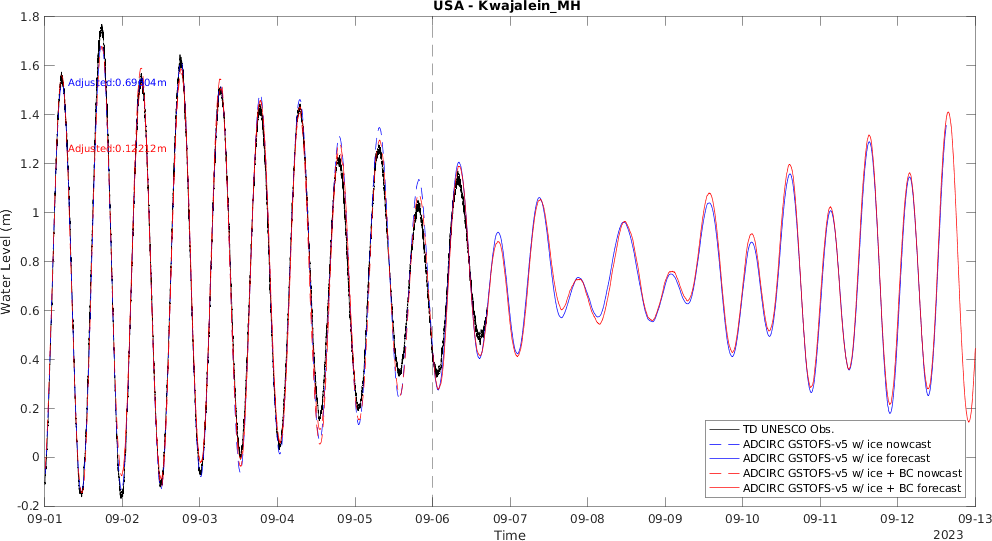 USA - Kwajalein_MH
1.8
1.6
1.4
1.2
1
0.8
0.6
0.4
0.2
0
-0.2
Water Level (m)
Adjusted:0.12212m
TD UNESCO Obs.
ADCIRC GSTOFS-v5 w/ ice nowcast
ADCIRC GSTOFS-v5 w/ ice forecast
ADCIRC GSTOFS-v5 w/ ice + BC nowcast
ADCIRC GSTOFS-v5 w/ ice + BC forecast
09-01 09-02 09-03 09-04 09-05 09-06 09-07 09-08 09-09 09-10 09-11 09-12 09-13
Time
2023